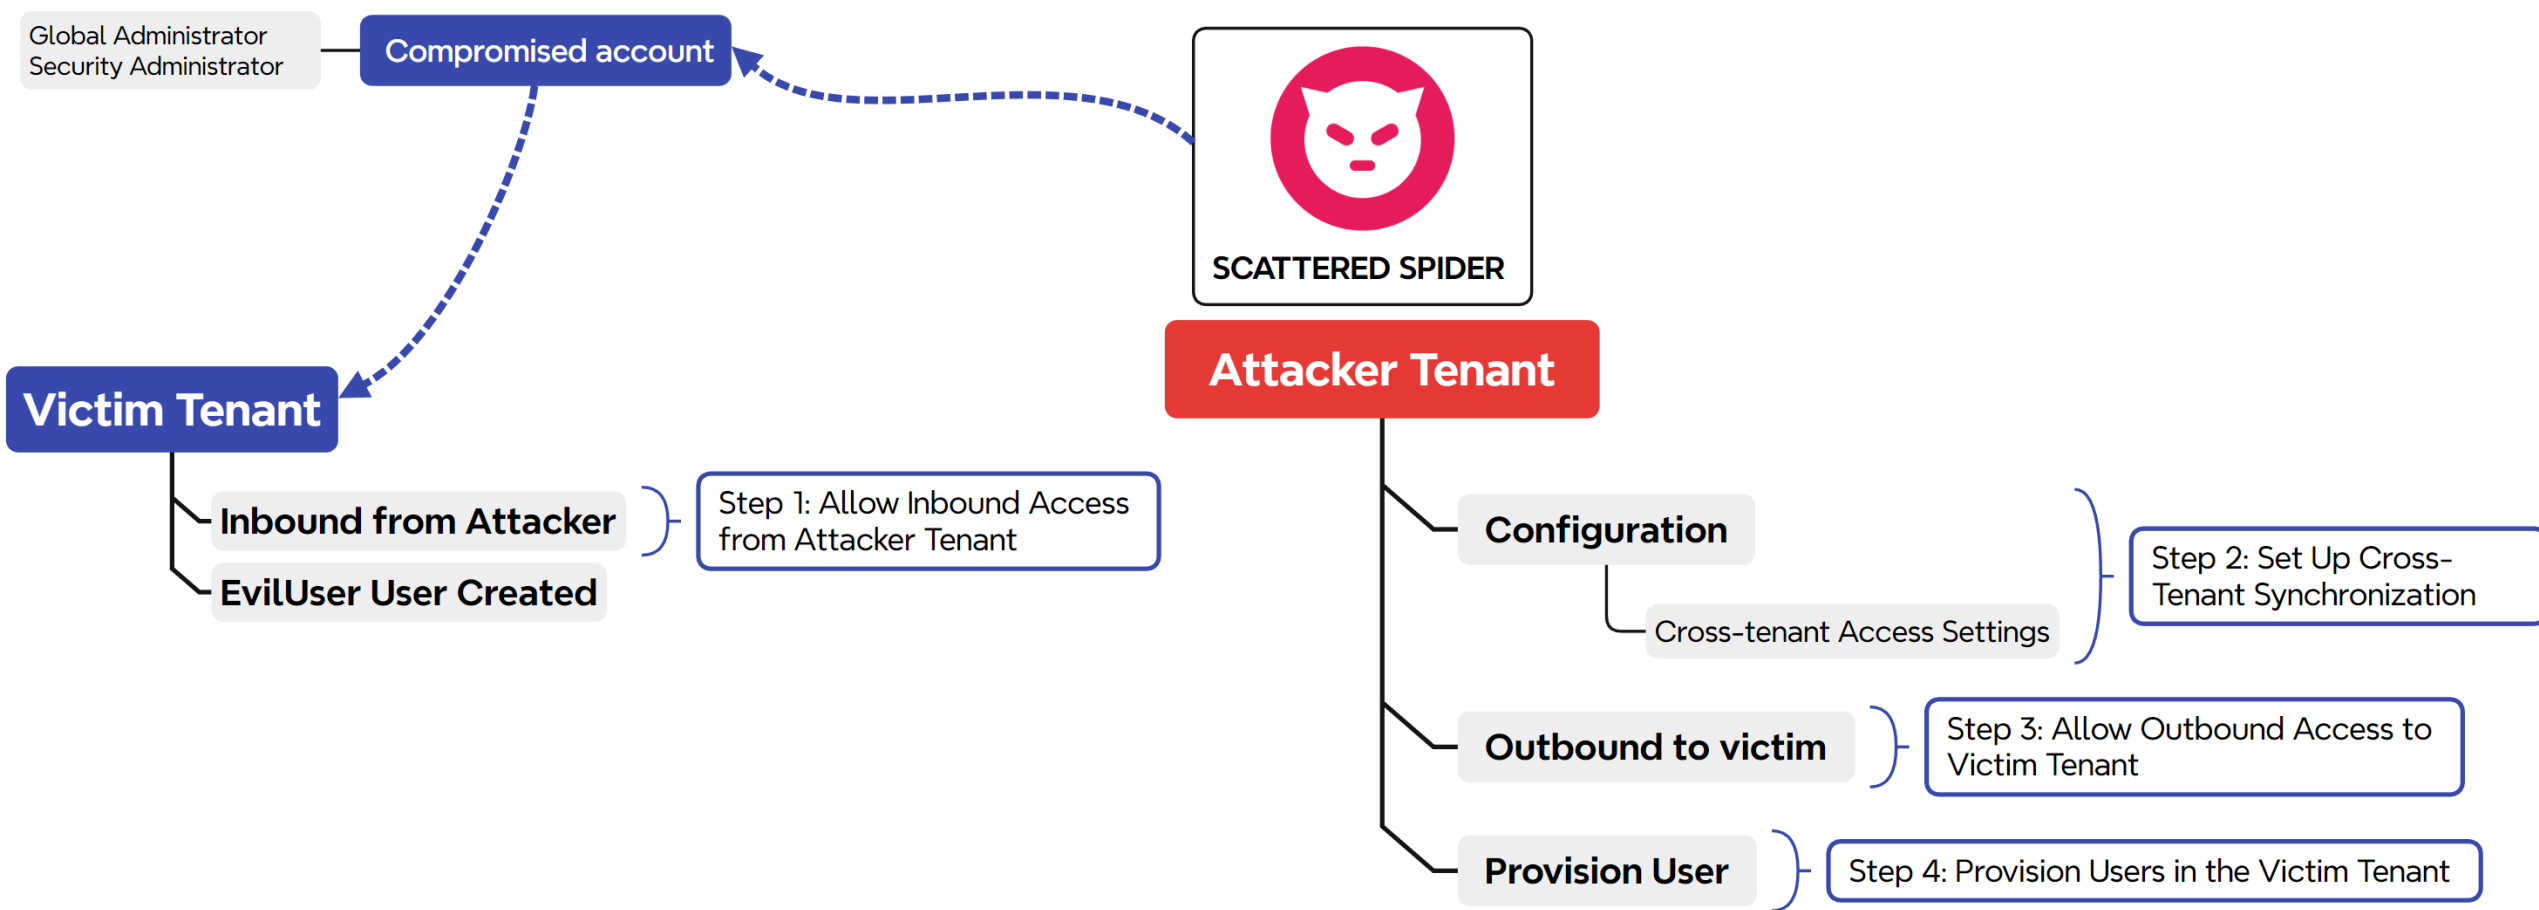 Global Administrator
Security Administrator
Compromised account
SCATTERED SPIDER
Attacker Tenant
Victim Tenant
Inbound from Attacker
Step 1: Allow Inbound Access
from Attacker Tenant
EvilUser User Created
Configuration
Cross-tenant Access Settings
Step 2: Set Up Cross-
Tenant Synchronization
Outbound to victim
Step 3: Allow Outbound Access to
Victim Tenant
Provision User
Step 4: Provision Users in the Victim Tenant